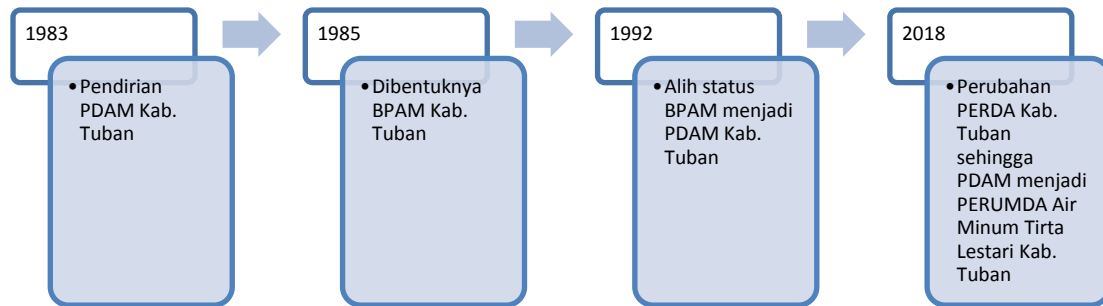 1983
•Pendirian
PDAM Kab.
Tuban
1985
•Dibentuknya
BPAM Kab.
Tuban
1992
•Alih status
BPAM menjadi
PDAM Kab.
Tuban
2018
•Perubahan
PERDA Kab.
Tuban
sehingga
PDAM menjadi
PERUMDA Air
Minum Tirta
Lestari Kab.
Tuban